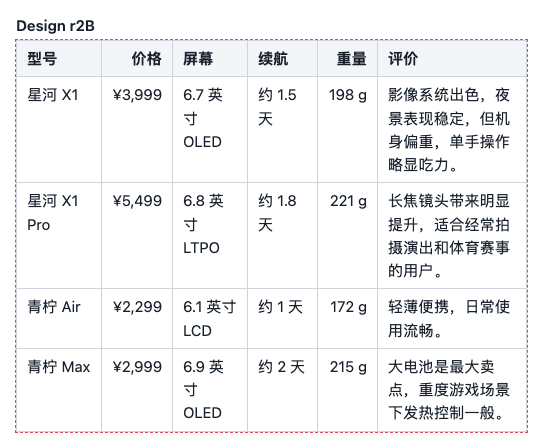 Design r2B
型号 价格 屏幕 续航 重量 评价
星河 X1 ¥3,999 6.7 英寸 OLED 约 1.5 天 198 g 影像系统出色，夜景表现稳定，但机身偏重，单手操作略显吃力。
星河 X1 Pro ¥5,499 6.8 英寸 LTPO 约 1.8 天 221 g 长焦镜头带来明显提升，适合经常拍摄演出和体育赛事的用户。
青柠 Air ¥2,299 6.1 英寸 LCD 约 1 天 172 g 轻薄便携，日常使用流畅。
青柠 Max ¥2,999 6.9 英寸 OLED 约 2 天 215 g 大电池是最大卖点，重度游戏场景下发热控制一般。